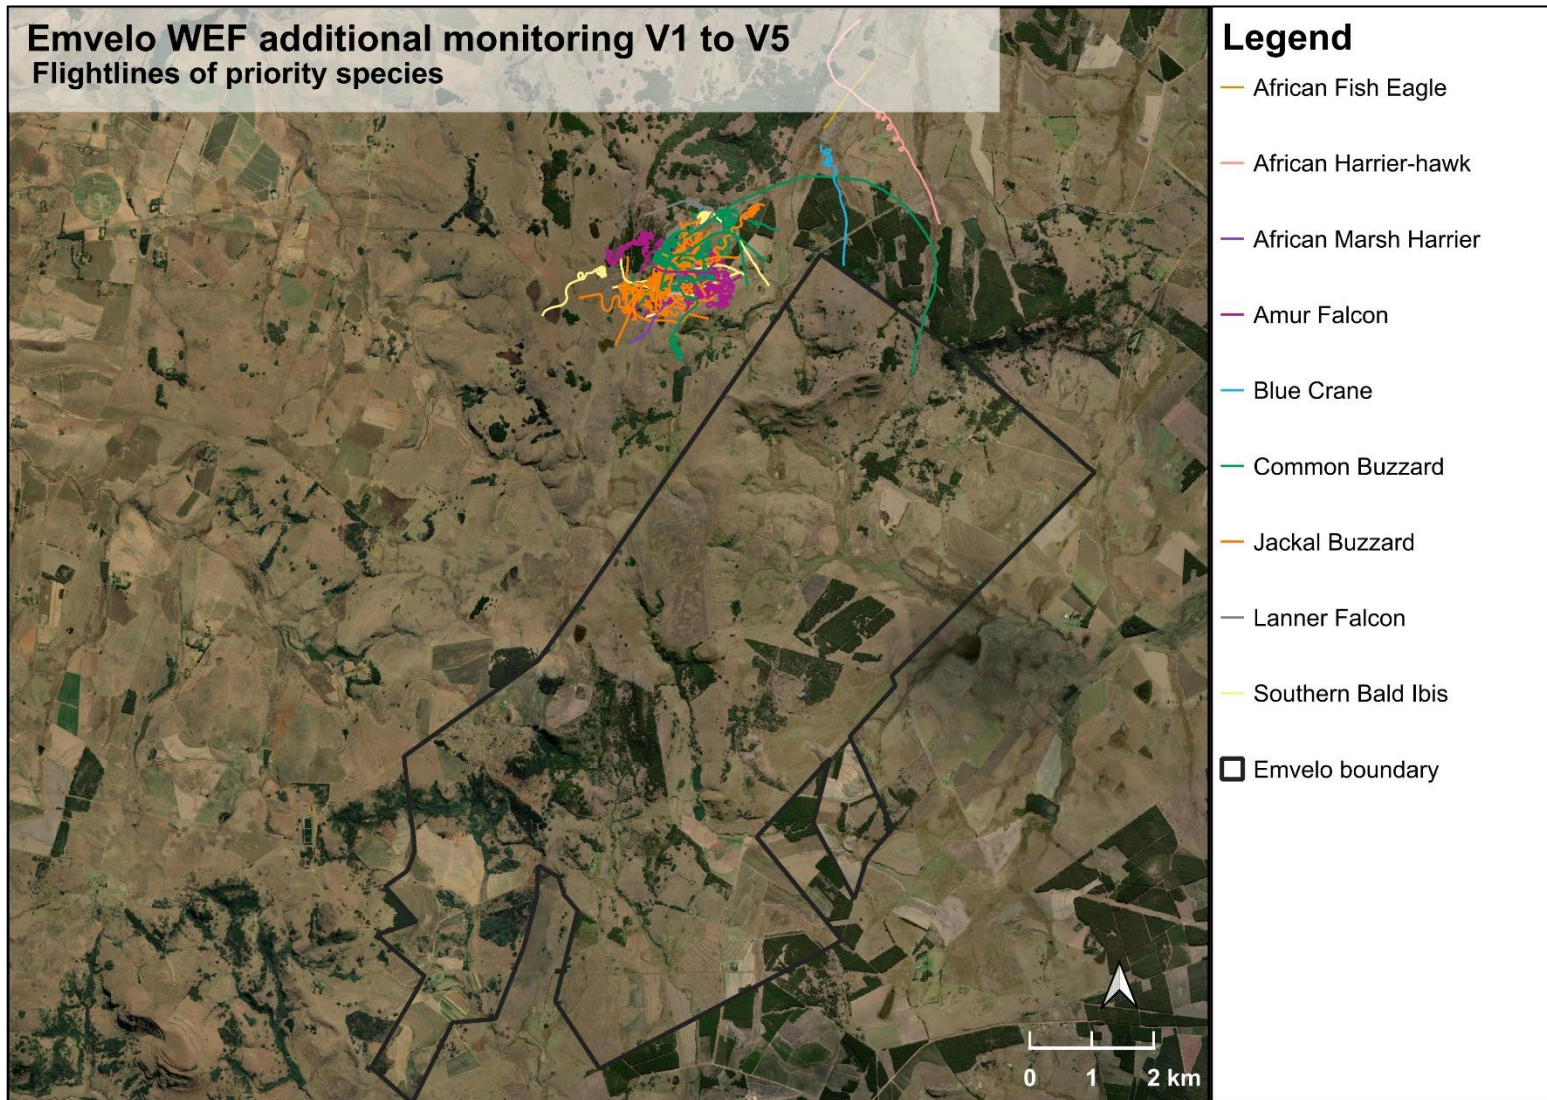 Emvelo WEF additional monitoring V1 to V5
Flightlines of priority species
Legend
African Fish Eagle
African Harrier-hawk
African Marsh Harrier
Amur Falcon
Blue Crane
Common Buzzard
Jackal Buzzard
Lanner Falcon
Southern Bald Ibis
Emvelo boundary
0 1 2 km